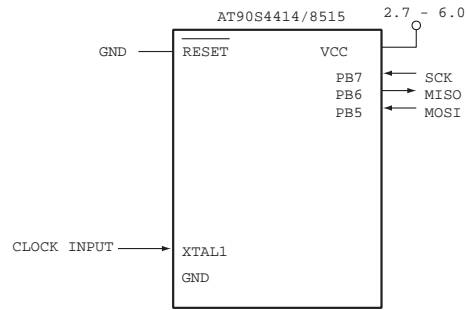 AT90S4414/8515
2.7 - 6.0
GND RESET VCC
PB7 SCK
PB6 MISO
PB5 MOSI
CLOCK INPUT XTAL1
GND